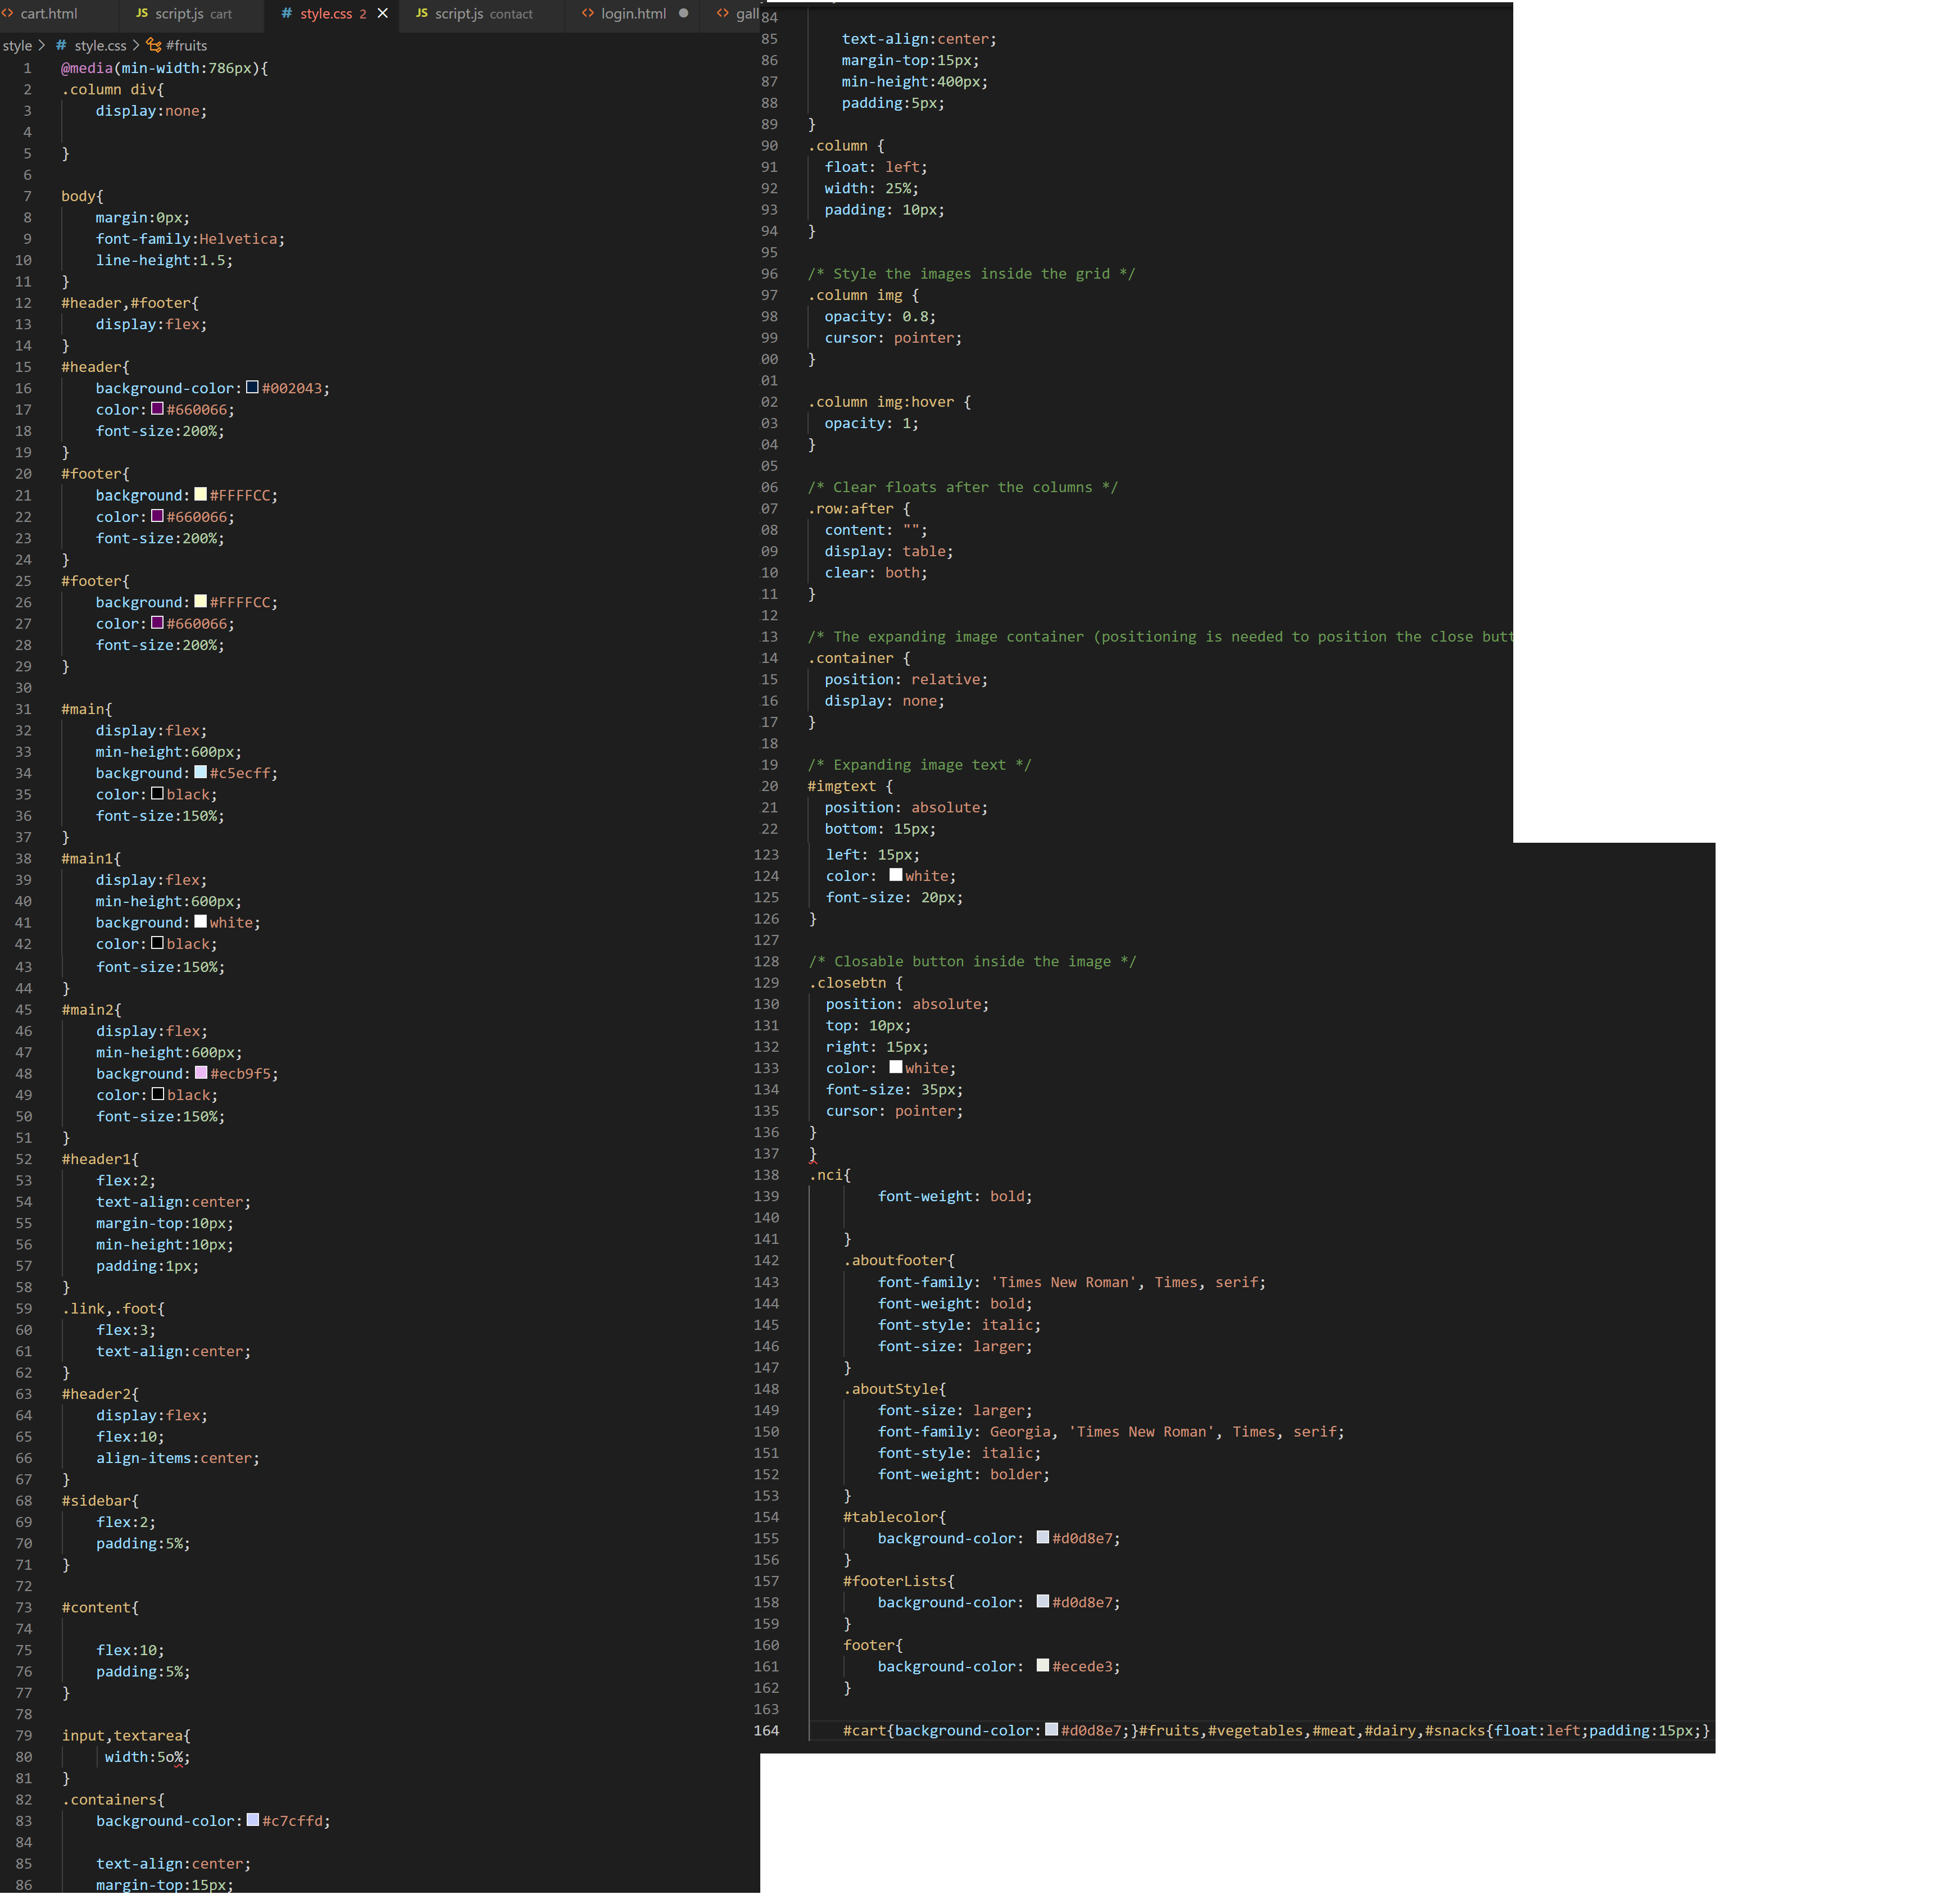 cart.html
JS script.js cart
# style.css 2 ×
JS script.js contact
login.html
gall
style > # style.css > #fruits
1 @media(min-width:786px){
2 .column div{
3 display:none;
4
5 }
6
7 body{
8 margin:0px;
9 font-family:Helvetica;
10 line-height:1.5;
11 }
12 #header,#footer{
13 display:flex;
14 }
15 #header{
16 background-color:#002043;
17 color:#660066;
18 font-size:200%;
19 }
20 #footer{
21 background:#FFFFCC;
22 color:#660066;
23 font-size:200%;
24 }
25 #footer{
26 background:#FFFFCC;
27 color:#660066;
28 font-size:200%;
29 }
30
31 #main{
32 display:flex;
33 min-height:600px;
34 background:#c5ecff;
35 color:black;
36 font-size:150%;
37 }
38 #main1{
39 display:flex;
40 min-height:600px;
41 background:white;
42 color:black;
43 font-size:150%;
44 }
45 #main2{
46 display:flex;
47 min-height:600px;
48 background:#ecb9f5;
49 color:black;
50 font-size:150%;
51 }
52 #header1{
53 flex:2;
54 text-align:center;
55 margin-top:10px;
56 min-height:10px;
57 padding:1px;
58 }
59 .link,.foot{
60 flex:3;
61 text-align:center;
62 }
63 #header2{
64 display:flex;
65 flex:10;
66 align-items:center;
67 }
68 #sidebar{
69 flex:2;
70 padding:5%;
71 }
72
73 #content{
74
75 flex:10;
76 padding:5%;
77 }
78
79 input,textarea{
80 width:5o%;
81 }
82 .containers{
83 background-color:#c7cffd;
84
85 text-align:center;
86 margin-top:15px;
84
85 text-align:center;
86 margin-top:15px;
87 min-height:400px;
88 padding:5px;
89 }
90 .column {
91 float: left;
92 width: 25%;
93 padding: 10px;
94 }
95
96 /* Style the images inside the grid */
97 .column img {
98 opacity: 0.8;
99 cursor: pointer;
00 }
01
02 .column img:hover {
03 opacity: 1;
04 }
05
06 /* Clear floats after the columns */
07 .row:after {
08 content: "";
09 display: table;
10 clear: both;
11 }
12
13 /* The expanding image container (positioning is needed to position the close butt
14 .container {
15 position: relative;
16 display: none;
17 }
18
19 /* Expanding image text */
20 #imgtext {
21 position: absolute;
22 bottom: 15px;
123 left: 15px;
124 color: white;
125 font-size: 20px;
126 }
127
128 /* Closable button inside the image */
129 .closebtn {
130 position: absolute;
131 top: 10px;
132 right: 15px;
133 color: white;
134 font-size: 35px;
135 cursor: pointer;
136 }
137 }
138 .nci{
139 font-weight: bold;
140
141 }
142 .aboutfooter{
143 font-family: 'Times New Roman', Times, serif;
144 font-weight: bold;
145 font-style: italic;
146 font-size: larger;
147 }
148 .aboutStyle{
149 font-size: larger;
150 font-family: Georgia, 'Times New Roman', Times, serif;
151 font-style: italic;
152 font-weight: bolder;
153 }
154 #tablecolor{
155 background-color: #d0d8e7;
156 }
157 #footerLists{
158 background-color: #d0d8e7;
159 }
160 footer{
161 background-color: #ecede3;
162 }
163
164 #cart{background-color:#d0d8e7;}#fruits,#vegetables,#meat,#dairy,#snacks{float:left;padding:15px;}